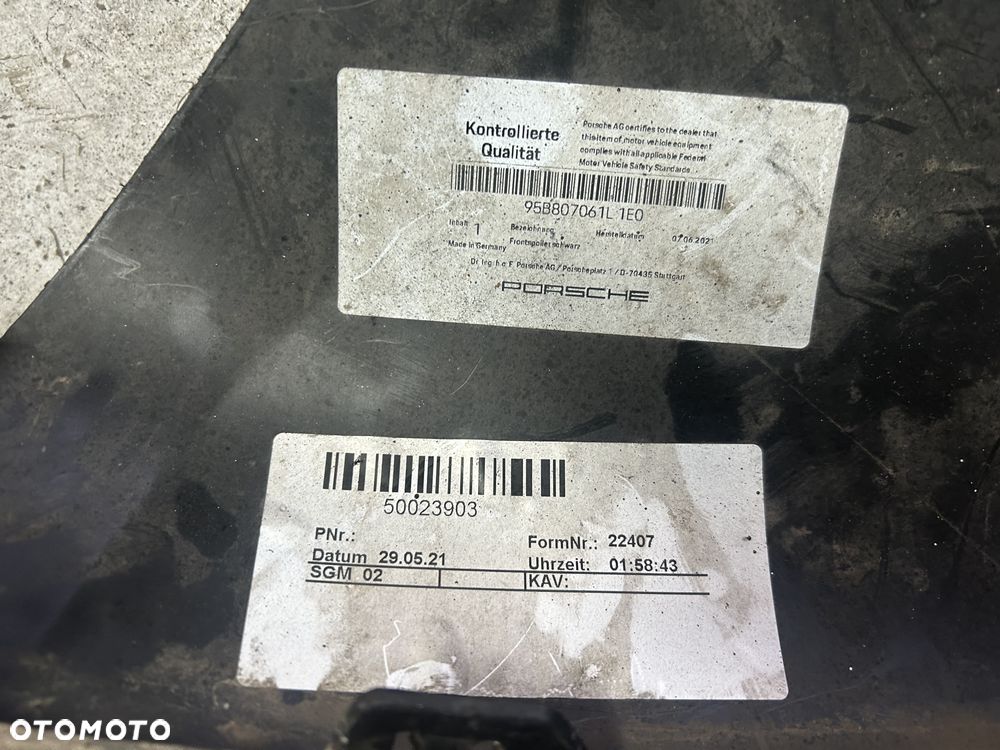 Kontrollierte
Qualität
Porsche AG certifies to the dealer that
this item of motor vehicle equipment
complies with all applicable Federal
Motor Vehicle Safety Standards
95B807061L 1E0
Inhalt 1 Bezeichnung Herstelldatum 07.06.2021
Made in Germany Frontspoiler schwarz
Dr. Ing. h.c. F. Porsche AG / Porscheplatz 1 / D-70435 Stuttgart
PORSCHE
50023903
PNr.: FormNr.: 22407
Datum 29.05.21 Uhrzeit: 01:58:43
SGM 02 KAV:
OTOMOTO